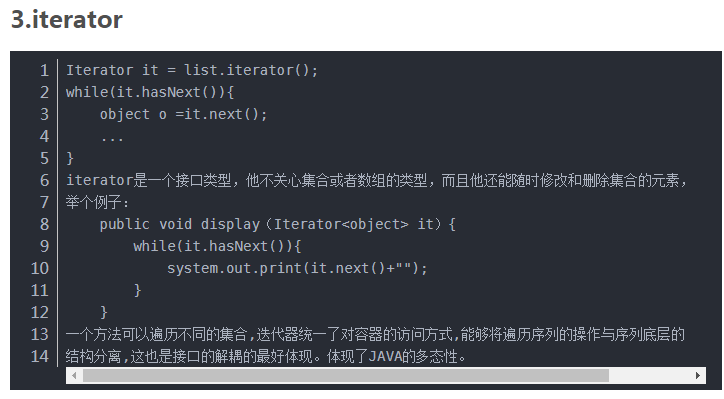 3.iterator
1 Iterator it = list.iterator();
2 while(it.hasNext()){
3     object o =it.next();
4     ...
5 }
6 iterator是一个接口类型，他不关心集合或者数组的类型，而且他还能随时修改和删除集合的元素，
7 举个例子：
8     public void display（Iterator<object> it）{
9         while(it.hasNext()){
10             system.out.print(it.next()+"");
11         }
12     }
13 一个方法可以遍历不同的集合,迭代器统一了对容器的访问方式,能够将遍历序列的操作与序列底层的
14 结构分离,这也是接口的解耦的最好体现。体现了JAVA的多态性。